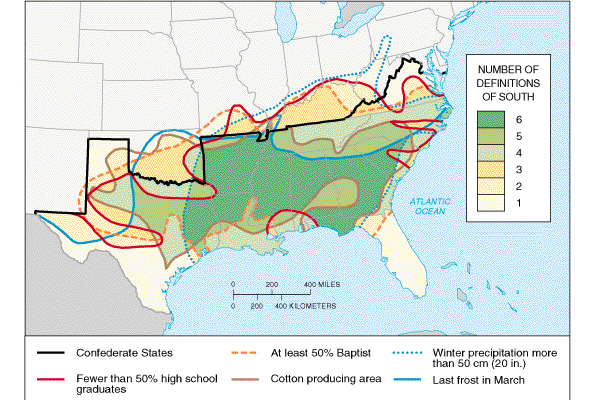 NUMBER OF
DEFINITIONS
OF SOUTH
6
5
4
3
2
1
ATLANTIC
OCEAN
0 200 400 MILES
0 200 400 KILOMETERS
Confederate States
At least 50% Baptist
Winter precipitation more
than 50 cm (20 in.)
Fewer than 50% high school
graduates
Cotton producing area
Last frost in March